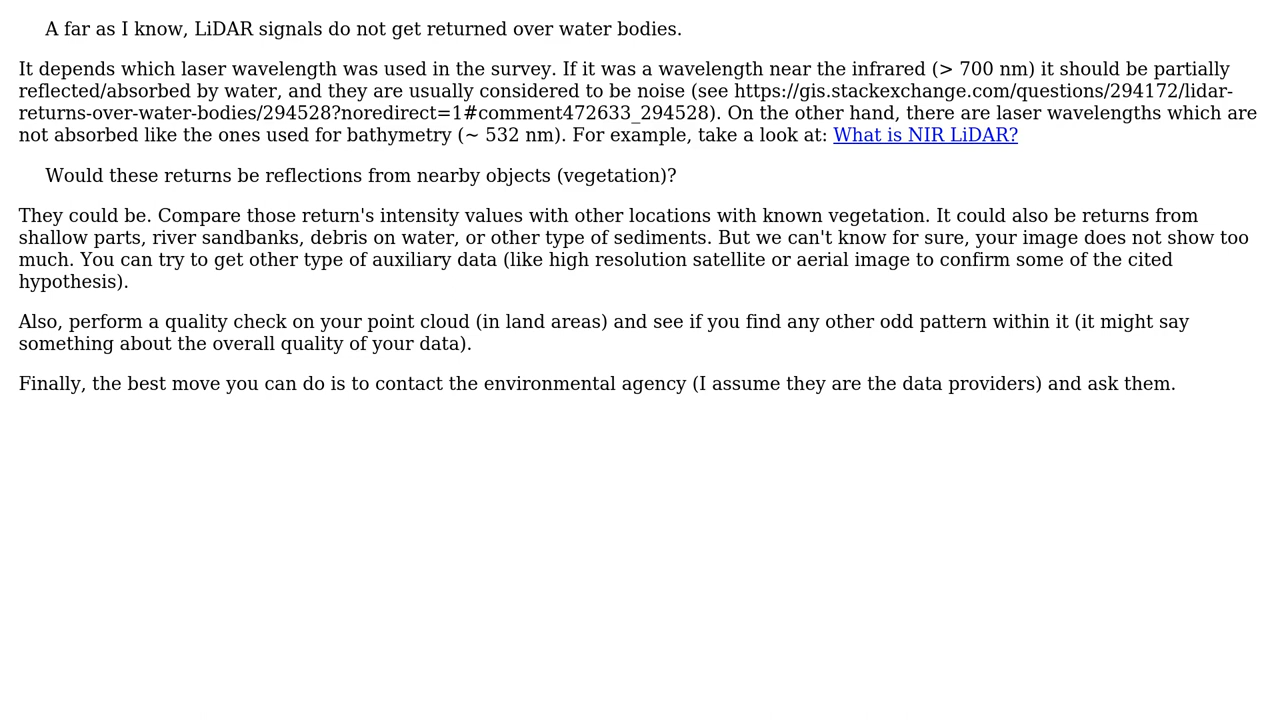 A far as I know, LiDAR signals do not get returned over water bodies.
It depends which laser wavelength was used in the survey. If it was a wavelength near the infrared (> 700 nm) it should be partially
reflected/absorbed by water, and they are usually considered to be noise (see https://gis.stackexchange.com/questions/294172/lidar-
returns-over-water-bodies/294528?noredirect=1#comment472633_294528). On the other hand, there are laser wavelengths which are
not absorbed like the ones used for bathymetry (~ 532 nm). For example, take a look at: What is NIR LiDAR?
Would these returns be reflections from nearby objects (vegetation)?
They could be. Compare those return's intensity values with other locations with known vegetation. It could also be returns from
shallow parts, river sandbanks, debris on water, or other type of sediments. But we can't know for sure, your image does not show too
much. You can try to get other type of auxiliary data (like high resolution satellite or aerial image to confirm some of the cited
hypothesis).
Also, perform a quality check on your point cloud (in land areas) and see if you find any other odd pattern within it (it might say
something about the overall quality of your data).
Finally, the best move you can do is to contact the environmental agency (I assume they are the data providers) and ask them.